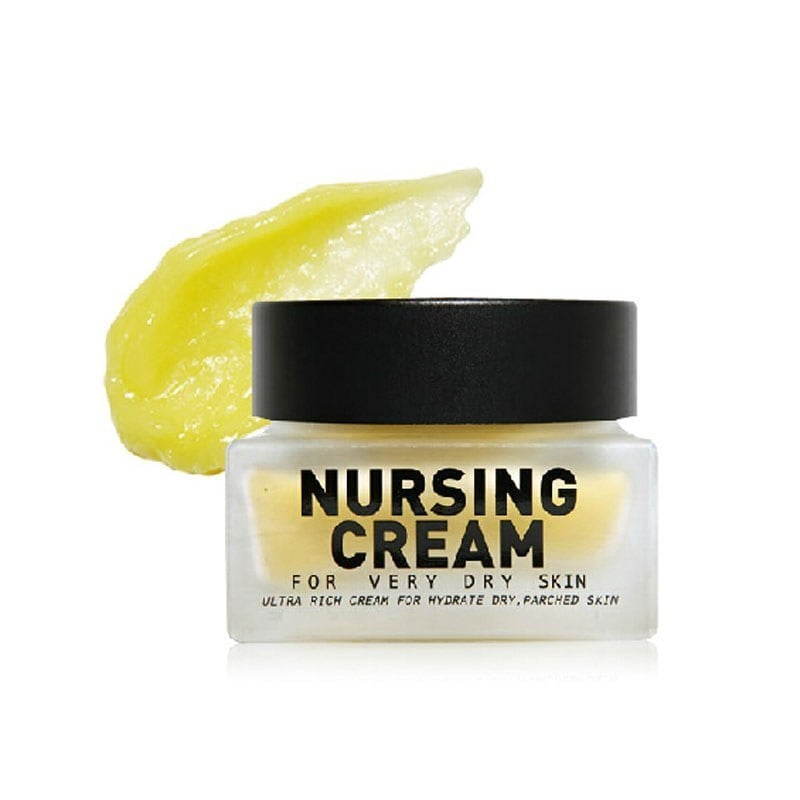 NURSING
CREAM
FOR VERY DRY SKIN
ULTRA RICH CREAM FOR HYDRATE DRY,PARCHED SKIN